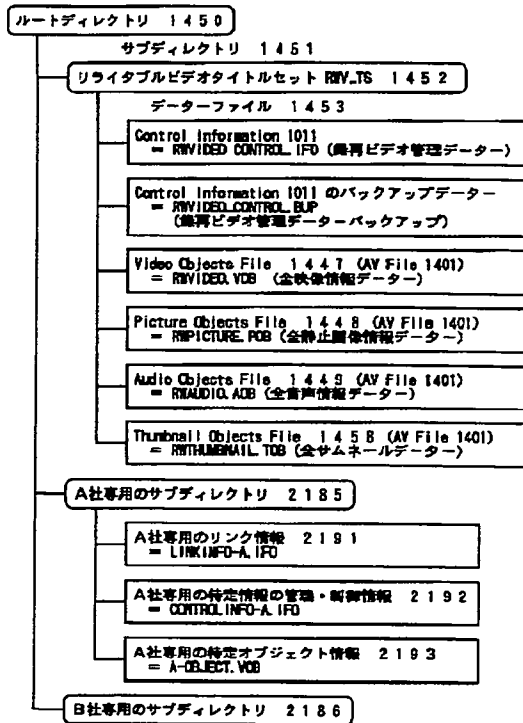 ルートディレクトリ 1450
サブディレクトリ 1451
リライタブルビデオタイトルセット RWV_TS 1452
データーファイル 1453
Control Information 1011
= RWVIDEO CONTROL.IFO (録再ビデオ管理データー)
Control Information 1011 のバックアップデーター
= RWVIDEO_CONTROL.BUP
(録再ビデオ管理データーバックアップ)
Video Objects File 1447 (AV File 1401)
= RWVIDEO.VOB (全映像情報データー)
Picture Objects File 1448 (AV File 1401)
= RWPICTURE.POB (全静止画像情報データー)
Audio Objects File 1449 (AV File 1401)
= RWAUDIO.AOB (全音声情報データー)
Thumbnail Objects File 1458 (AV File 1401)
= RWTHUMBNAIL.TOB (全サムネールデーター)
A社専用のサブディレクトリ 2185
A社専用のリンク情報 2191
= LINKINFO-A.IFO
A社専用の特定情報の管理・制御情報 2192
= CONTROLINFO-A.IFO
A社専用の特定オブジェクト情報 2193
= A-OBJECT.VOB
B社専用のサブディレクトリ 2186